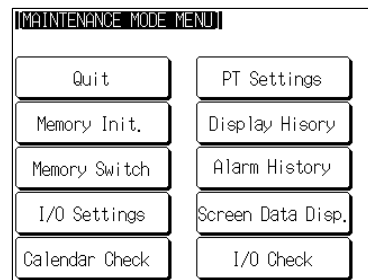 [MAINTENANCE MODE MENU]
Quit
PT Settings
Memory Init.
Display Hisory
Memory Switch
Alarm History
I/O Settings
Screen Data Disp.
Calendar Check
I/O Check